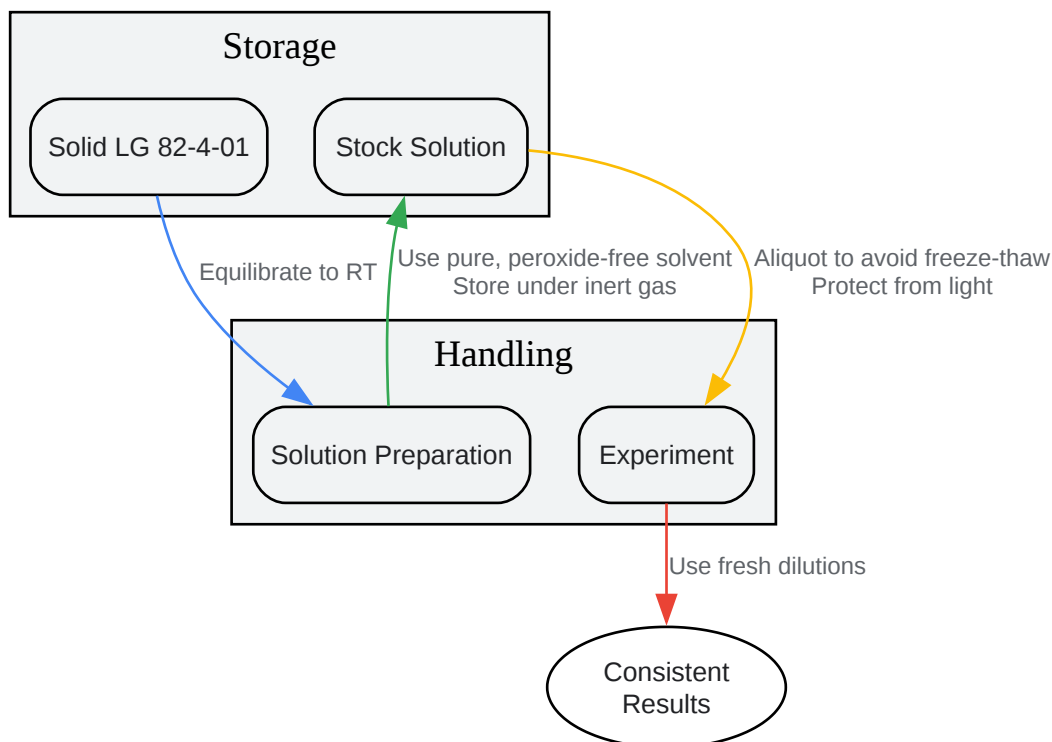 Storage
Solid LG 82-4-01
Stock Solution
Equilibrate to RT
Use pure, peroxide-free solvent
Store under inert gas
Aliquot to avoid freeze-thaw
Protect from light
Handling
Solution Preparation
Experiment
Use fresh dilutions
Consistent
Results